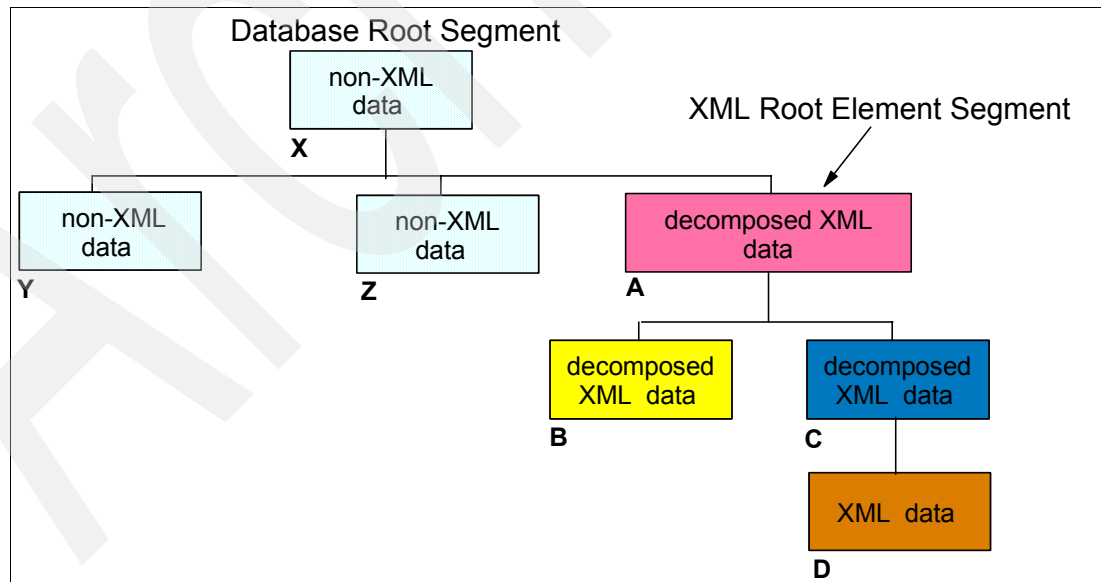 Database Root Segment
non-XML
data
X
XML Root Element Segment
non-XML
data
Y
non-XML
data
Z
decomposed XML
data
A
decomposed
XML data
B
decomposed
XML data
C
XML data
D